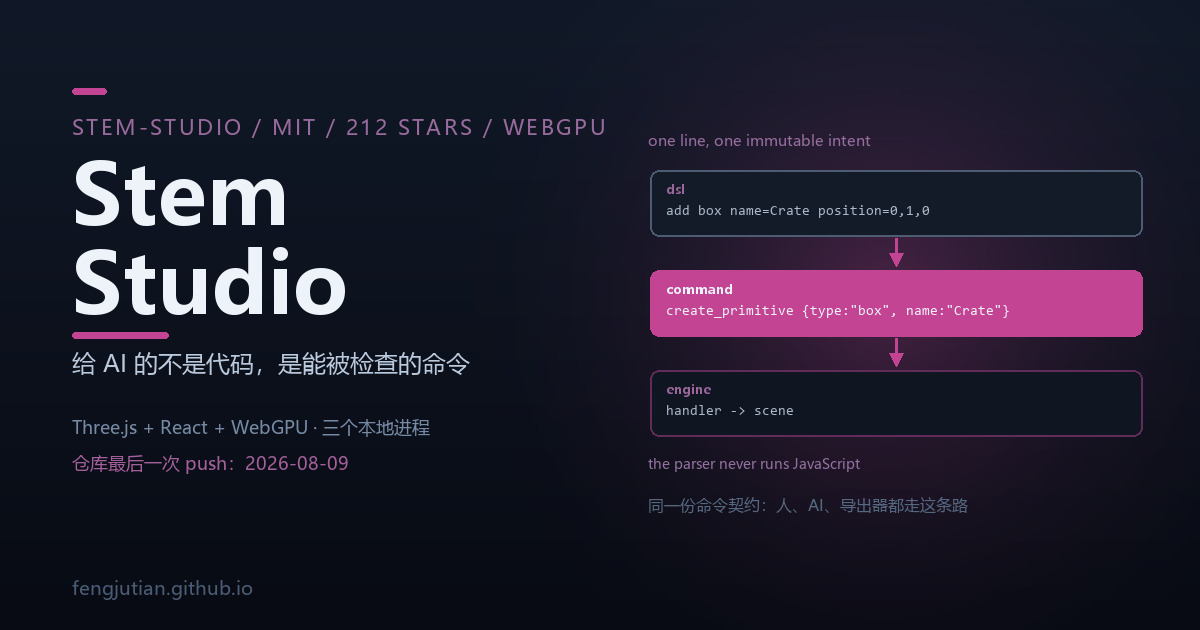 STEM-STUDIO / MIT / 212 STARS / WEBGPU
Stem
Studio
给 AI 的不是代码，是能被检查的命令
Three.js + React + WebGPU · 三个本地进程
仓库最后一次 push：2026-08-09
fengjutian.github.io
one line, one immutable intent
dsl
add box name=Crate position=0,1,0
command
create_primitive {type:"box", name:"Crate"}
engine
handler -> scene
the parser never runs JavaScript
同一份命令契约：人、AI、导出器都走这条路